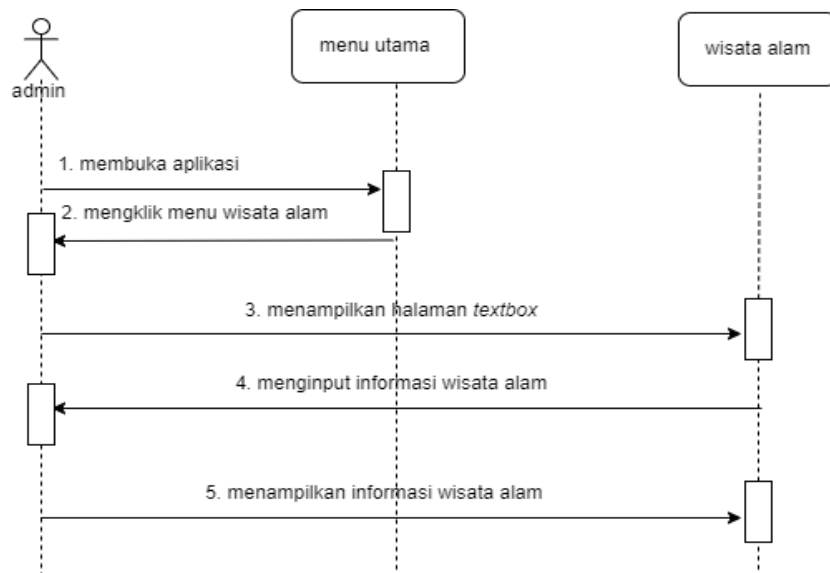 menu utama
wisata alam
admin
1. membuka aplikasi
2. mengklik menu wisata alam
3. menampilkan halaman textbox
4. menginput informasi wisata alam
5. menampilkan informasi wisata alam